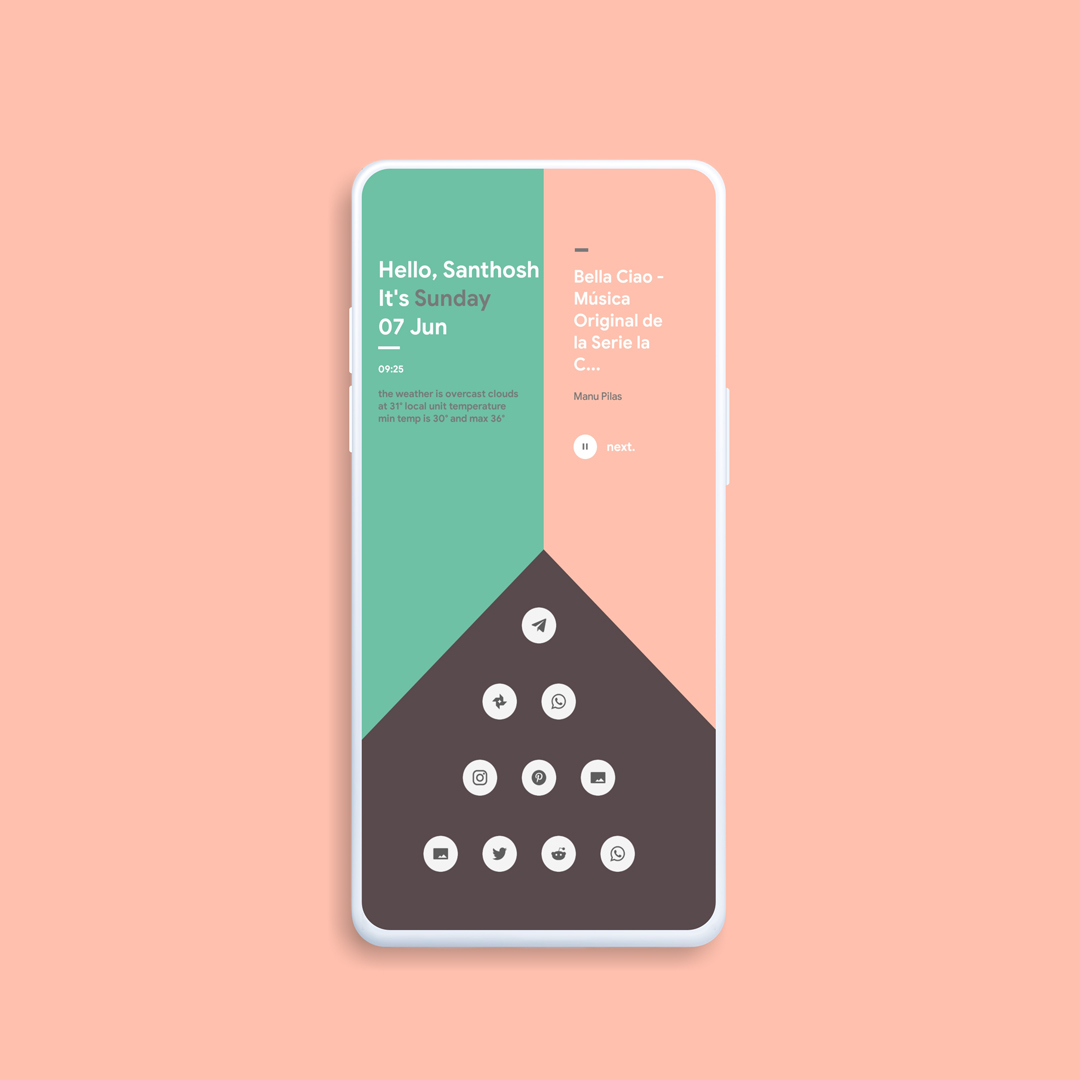 Hello, Santhosh
It's Sunday
07 Jun
09:25
the weather is overcast clouds
at 31° local unit temperature
min temp is 30° and max 36°
Bella Ciao -
Música
Original de
la Serie la
C...
Manu Pilas
next.